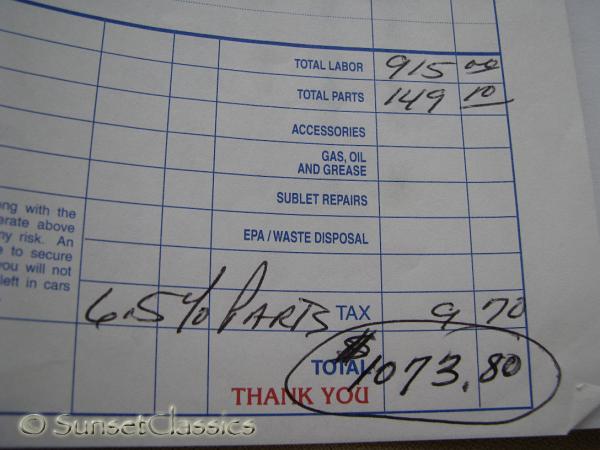 TOTAL LABOR 915 00
TOTAL PARTS 149 10
ACCESSORIES
GAS, OIL
AND GREASE
SUBLET REPAIRS
EPA / WASTE DISPOSAL
ng with the
erate above
ny risk. An
e to secure
you will not
left in cars
6.5% PARTS TAX 9 70
TOTAL $1073.80
THANK YOU
© SunsetClassics